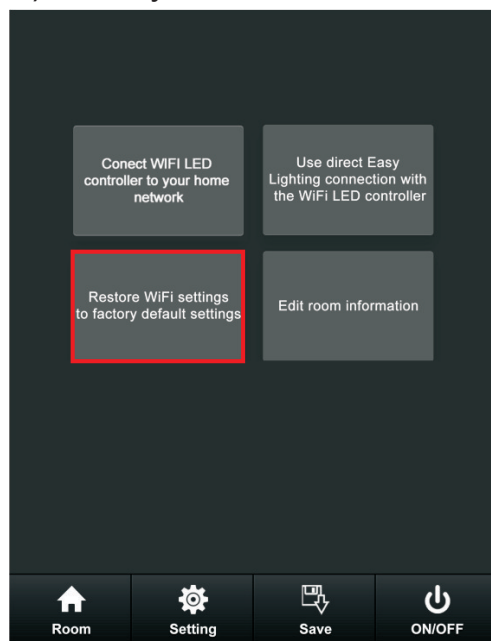 Conect WIFI LED
controller to your home
network
Use direct Easy
Lighting connection with
the WiFi LED controller
Restore WiFi settings
to factory default settings
Edit room information
Room
Setting
Save
ON/OFF